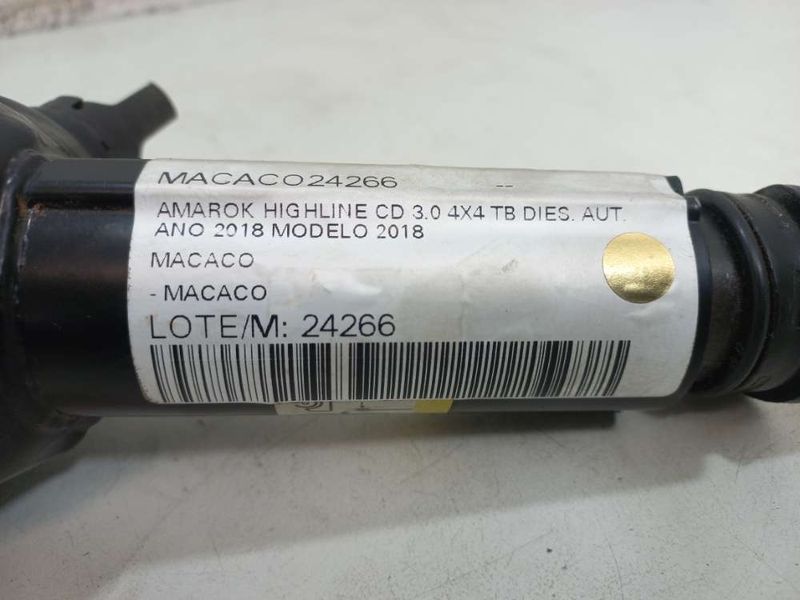 MACACO24266 --
AMAROK HIGHLINE CD 3.0 4X4 TB DIES. AUT.
ANO 2018 MODELO 2018
MACACO
- MACACO
LOTE/M: 24266